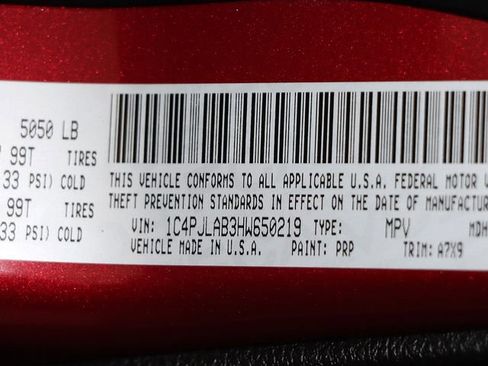 5050 LB
99T TIRES
33 PSI) COLD
99T TIRES
33 PSI) COLD
THIS VEHICLE CONFORMS TO ALL APPLICABLE U.S.A. FEDERAL MOTOR
THEFT PREVENTION STANDARDS IN EFFECT ON THE DATE OF MANUFACTUR
VIN: 1C4PJLAB3HW650219 TYPE: MPV MDH
VEHICLE MADE IN U.S.A. PAINT: PRP TRIM: A7X9